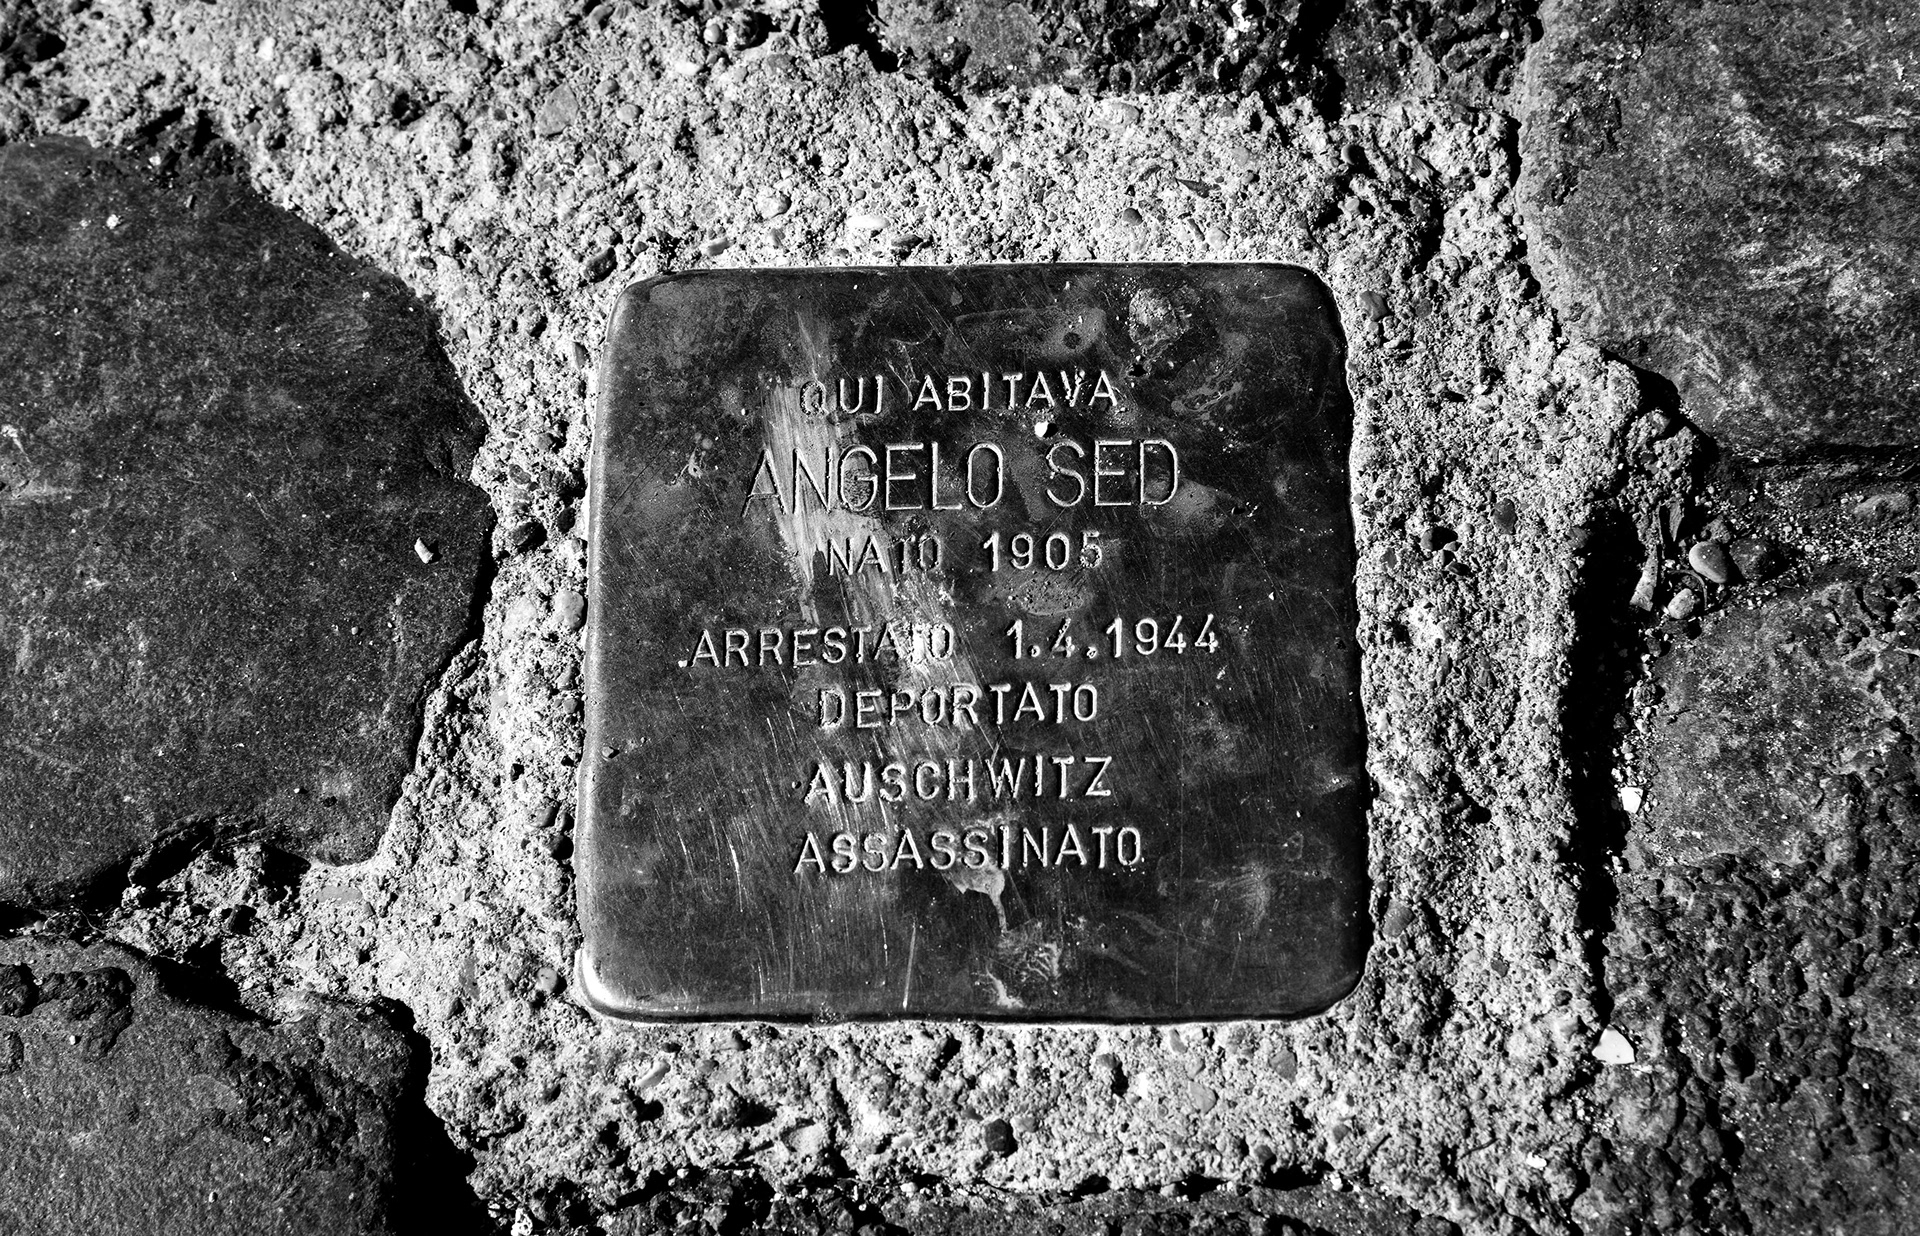 QUI ABITAVA
ANGELO SED
NATO 1905
ARRESTATO 1.4.1944
DEPORTATO
AUSCHWITZ
ASSASSINATO